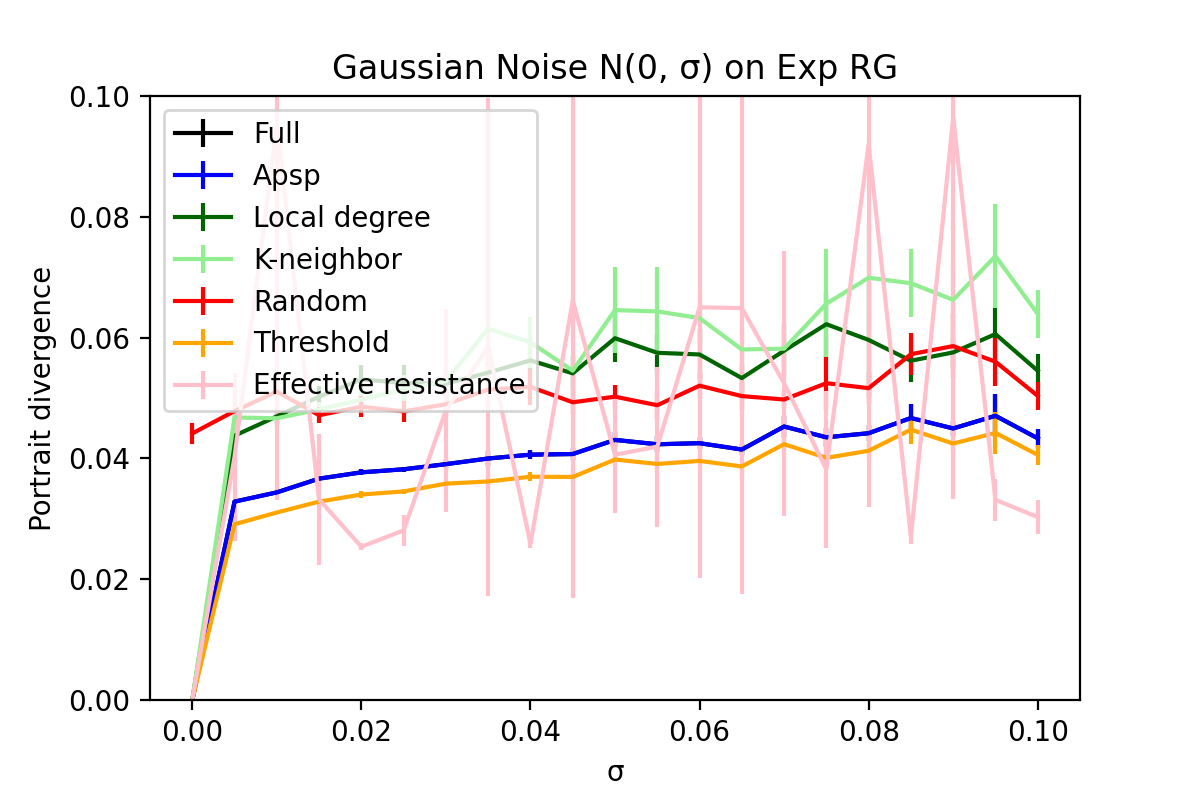 Gaussian Noise N(0, σ) on Exp RG
Portrait divergence
0.10
0.08
0.06
0.04
0.02
0.00
Full
Apsp
Local degree
K-neighbor
Random
Threshold
Effective resistance
0.00 0.02 0.04 0.06 0.08 0.10
σ